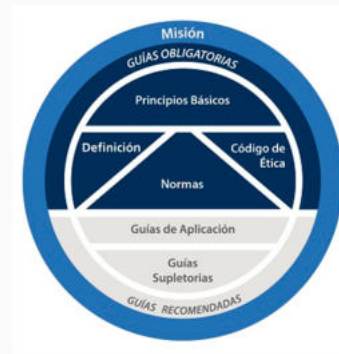 Misión
GUÍAS OBLIGATORIAS
Principios Básicos
Definición
Código de
Ética
Normas
Guías de Aplicación
Guías
Supletorias
GUÍAS RECOMENDADAS